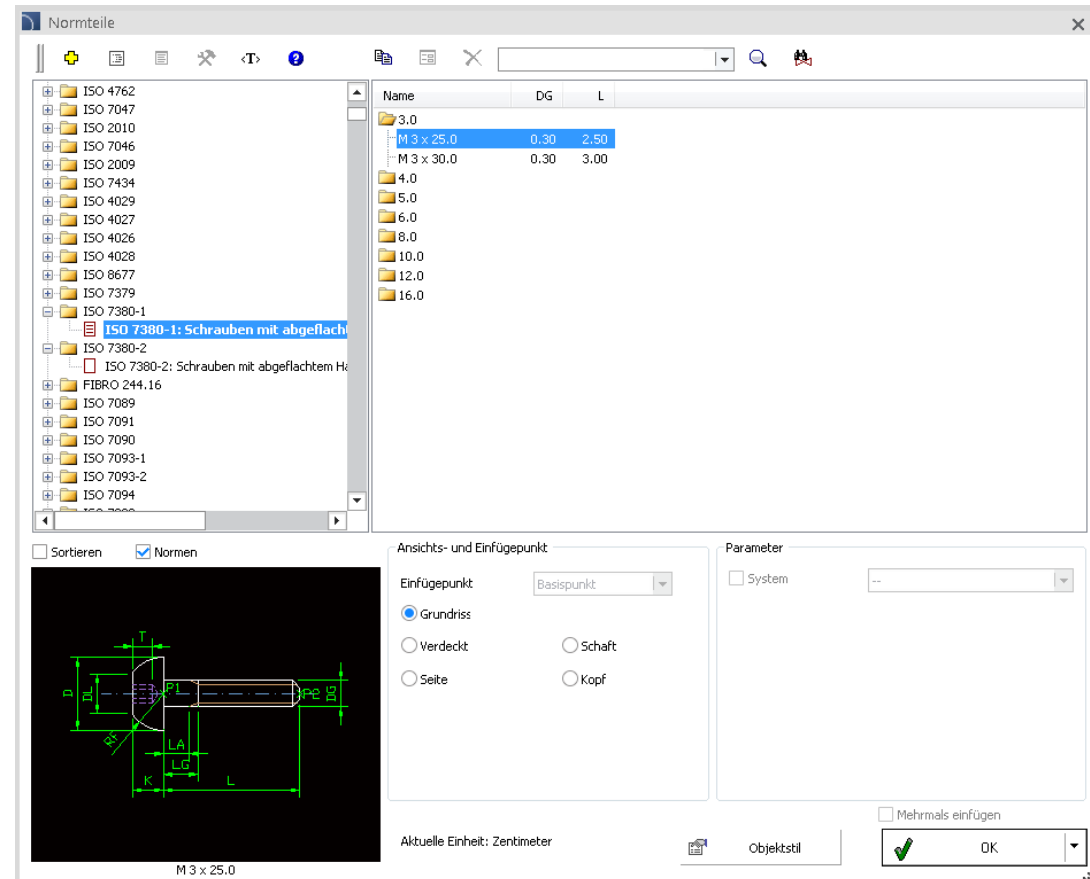 Normteile
<T>
ISO 4762
ISO 7047
ISO 2010
ISO 7046
ISO 2009
ISO 7434
ISO 4029
ISO 4027
ISO 4026
ISO 4028
ISO 8677
ISO 7379
ISO 7380-1
ISO 7380-1: Schrauben mit abgeflacht
ISO 7380-2
ISO 7380-2: Schrauben mit abgeflachtem Ha
FIBRO 244.16
ISO 7089
ISO 7091
ISO 7090
ISO 7093-1
ISO 7093-2
ISO 7094
Name DG L
3.0
M 3 x 25.0 0.30 2.50
M 3 x 30.0 0.30 3.00
4.0
5.0
6.0
8.0
10.0
12.0
16.0
Sortieren Normen
T
D DL P1 DG
RF
LA
LG
K L
M 3 x 25.0
Ansichts- und Einfügepunkt
Einfügepunkt Basispunkt
Grundriss
Verdeckt Schaft
Seite Kopf
Parameter
System --
Aktuelle Einheit: Zentimeter
Objektstil
Mehrmals einfügen
OK